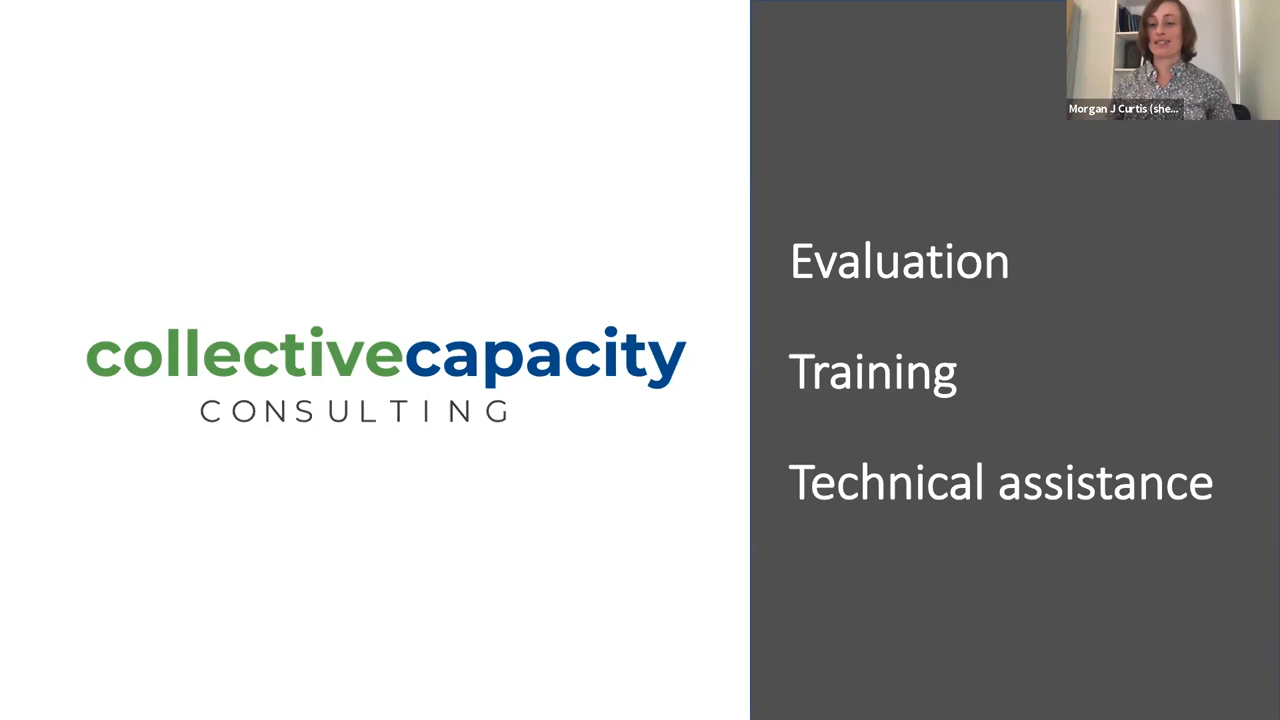 Morgan J Curtis (she...
collectivecapacity
CONSULTING
Evaluation
Training
Technical assistance